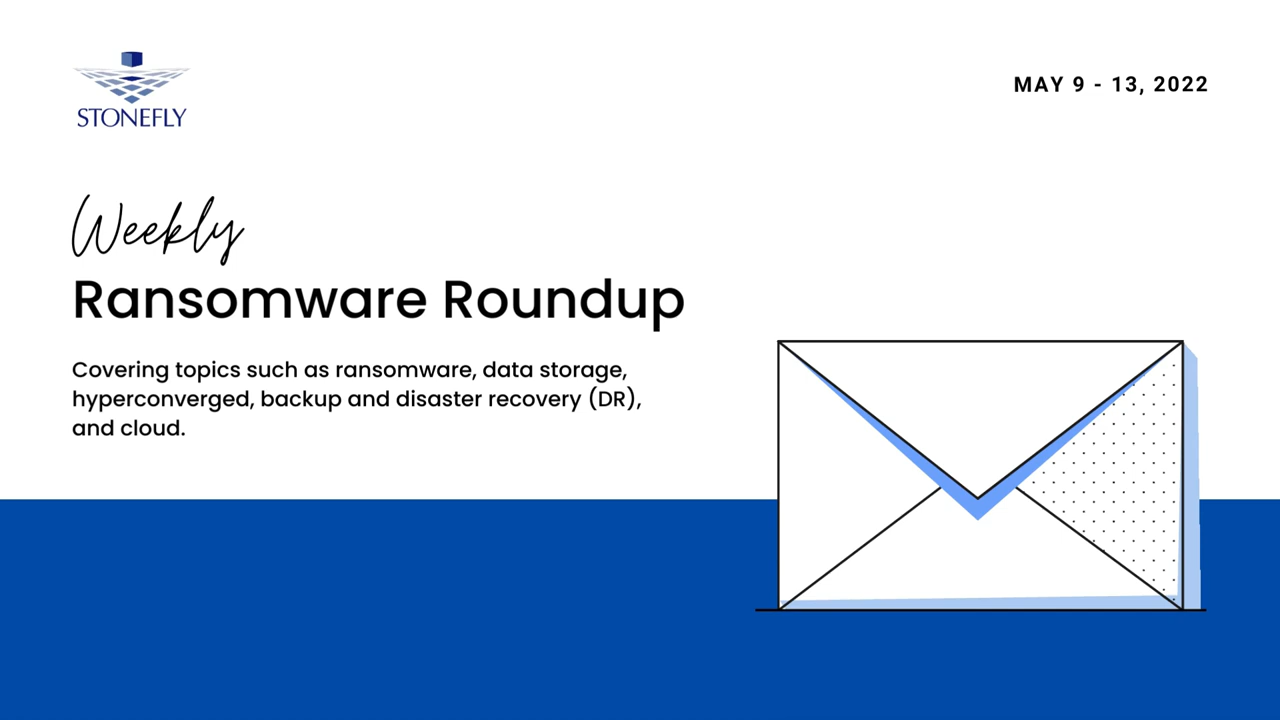 STONEFLY
MAY 9 - 13, 2022
Weekly
Ransomware Roundup
Covering topics such as ransomware, data storage,
hyperconverged, backup and disaster recovery (DR),
and cloud.